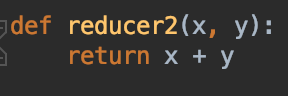 def reducer2(x, y):
    return x + y